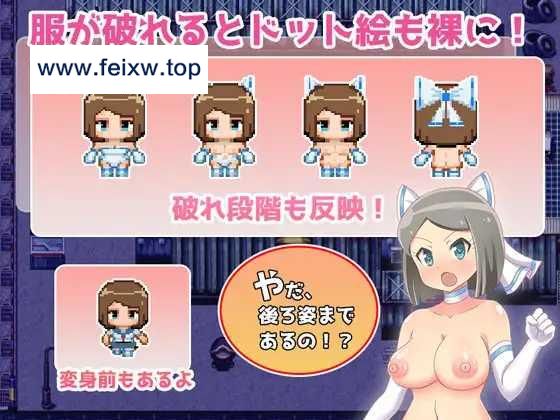 服が破れるとドット絵も裸に！
www.feixw.top
破れ段階も反映！
やだ、
後ろ姿まで
あるの！？
変身前もあるよ